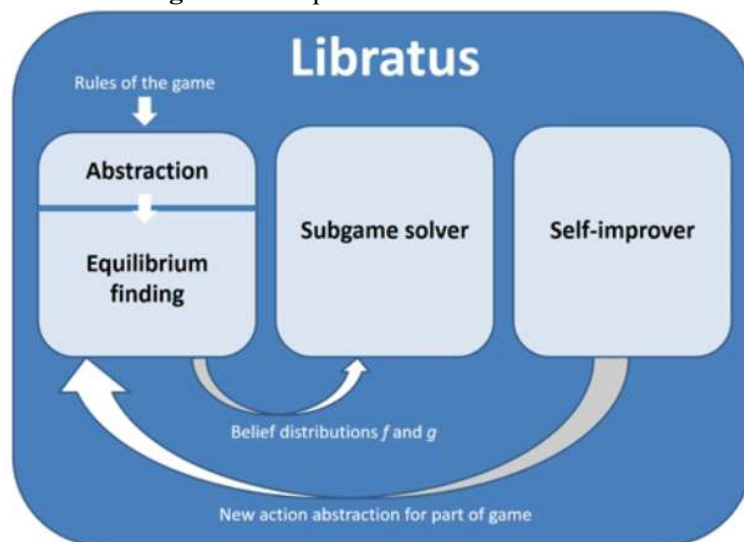 Libratus
Rules of the game
Abstraction
Equilibrium
finding
Subgame solver
Self-improver
Belief distributions f and g
New action abstraction for part of game